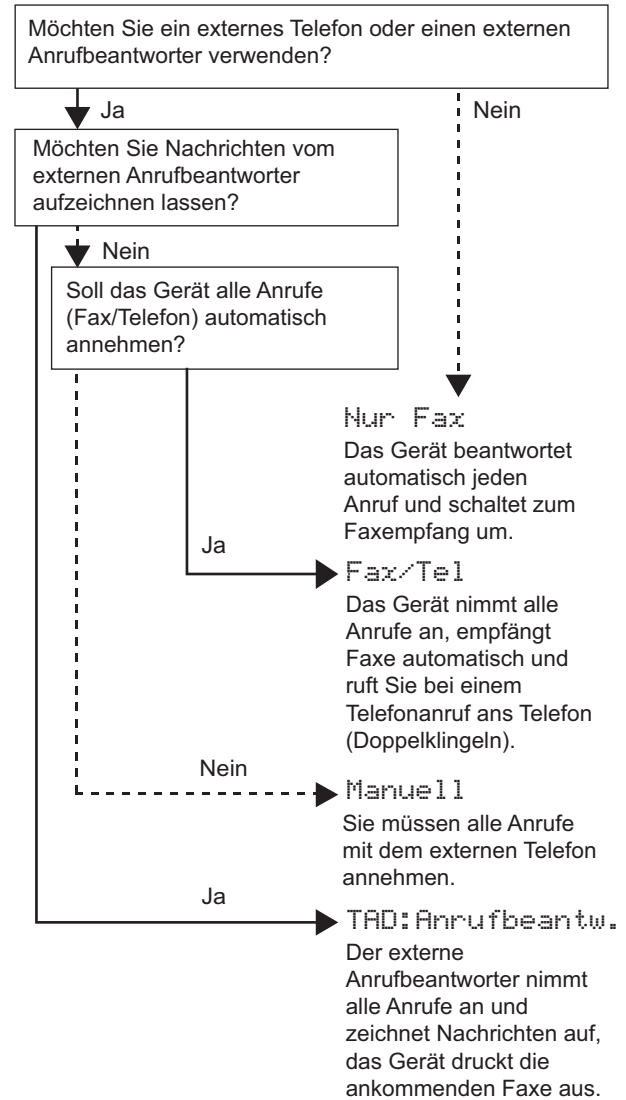 Möchten Sie ein externes Telefon oder einen externen
Anrufbeantworter verwenden?
Ja
Nein
Möchten Sie Nachrichten vom
externen Anrufbeantworter
aufzeichnen lassen?
Nein
Soll das Gerät alle Anrufe
(Fax/Telefon) automatisch
annehmen?
Nur Fax
Das Gerät beantwortet
automatisch jeden
Anruf und schaltet zum
Faxempfang um.
Ja
Fax/Tel
Das Gerät nimmt alle
Anrufe an, empfängt
Faxe automatisch und
ruft Sie bei einem
Telefonanruf ans Telefon
(Doppelklingeln).
Nein
Manuell
Sie müssen alle Anrufe
mit dem externen Telefon
annehmen.
Ja
TAD:Anrufbeantw.
Der externe
Anrufbeantworter nimmt
alle Anrufe an und
zeichnet Nachrichten auf,
das Gerät druckt die
ankommenden Faxe aus.